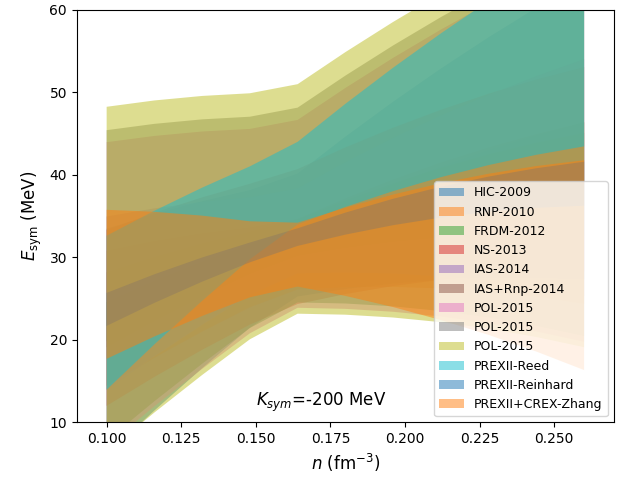 60
50
40
30
20
10
E_sym (MeV)
HIC-2009
RNP-2010
FRDM-2012
NS-2013
IAS-2014
IAS+Rnp-2014
POL-2015
POL-2015
POL-2015
PREXII-Reed
PREXII-Reinhard
PREXII+CREX-Zhang
K_sym=-200 MeV
0.100 0.125 0.150 0.175 0.200 0.225 0.250
n (fm⁻³)